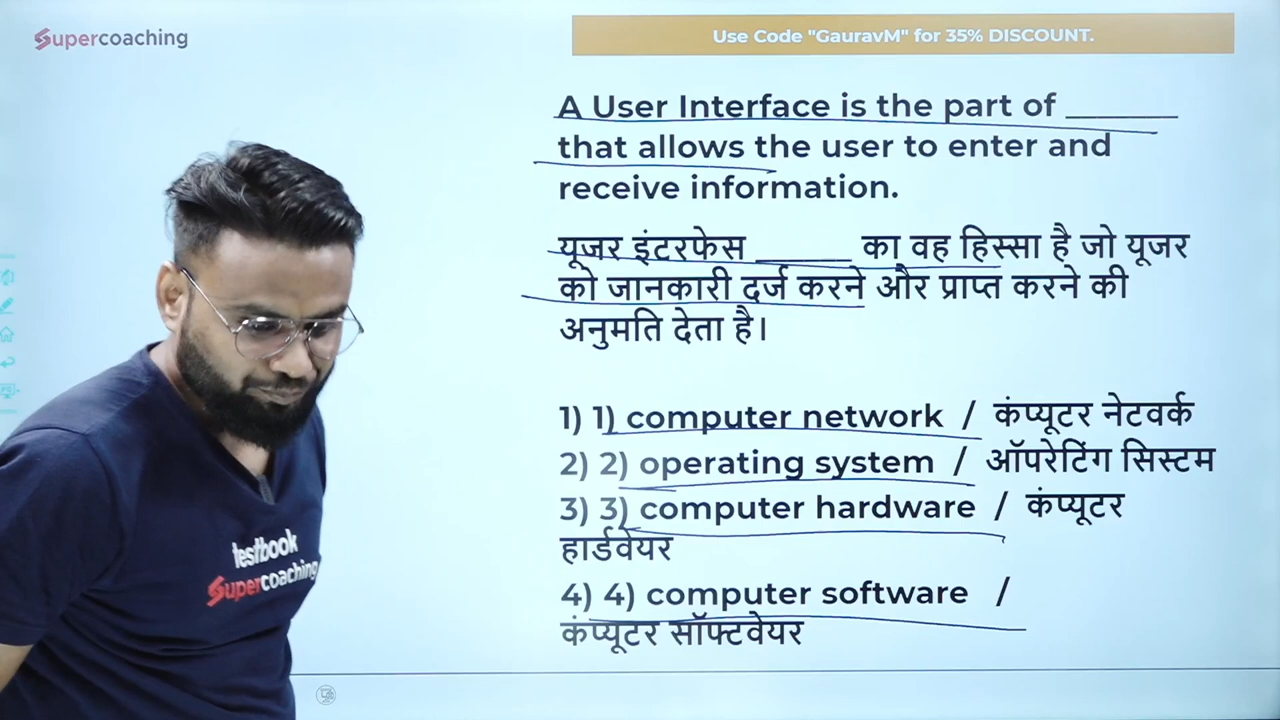 Supercoaching
Use Code "GauravM" for 35% DISCOUNT.
A User Interface is the part of ______
that allows the user to enter and
receive information.
यूजर इंटरफेस ______ का वह हिस्सा है जो यूजर
को जानकारी दर्ज करने और प्राप्त करने की
अनुमति देता है।
1) 1) computer network / कंप्यूटर नेटवर्क
2) 2) operating system / ऑपरेटिंग सिस्टम
3) 3) computer hardware / कंप्यूटर
हार्डवेयर
4) 4) computer software /
कंप्यूटर सॉफ्टवेयर
testbook
Supercoaching